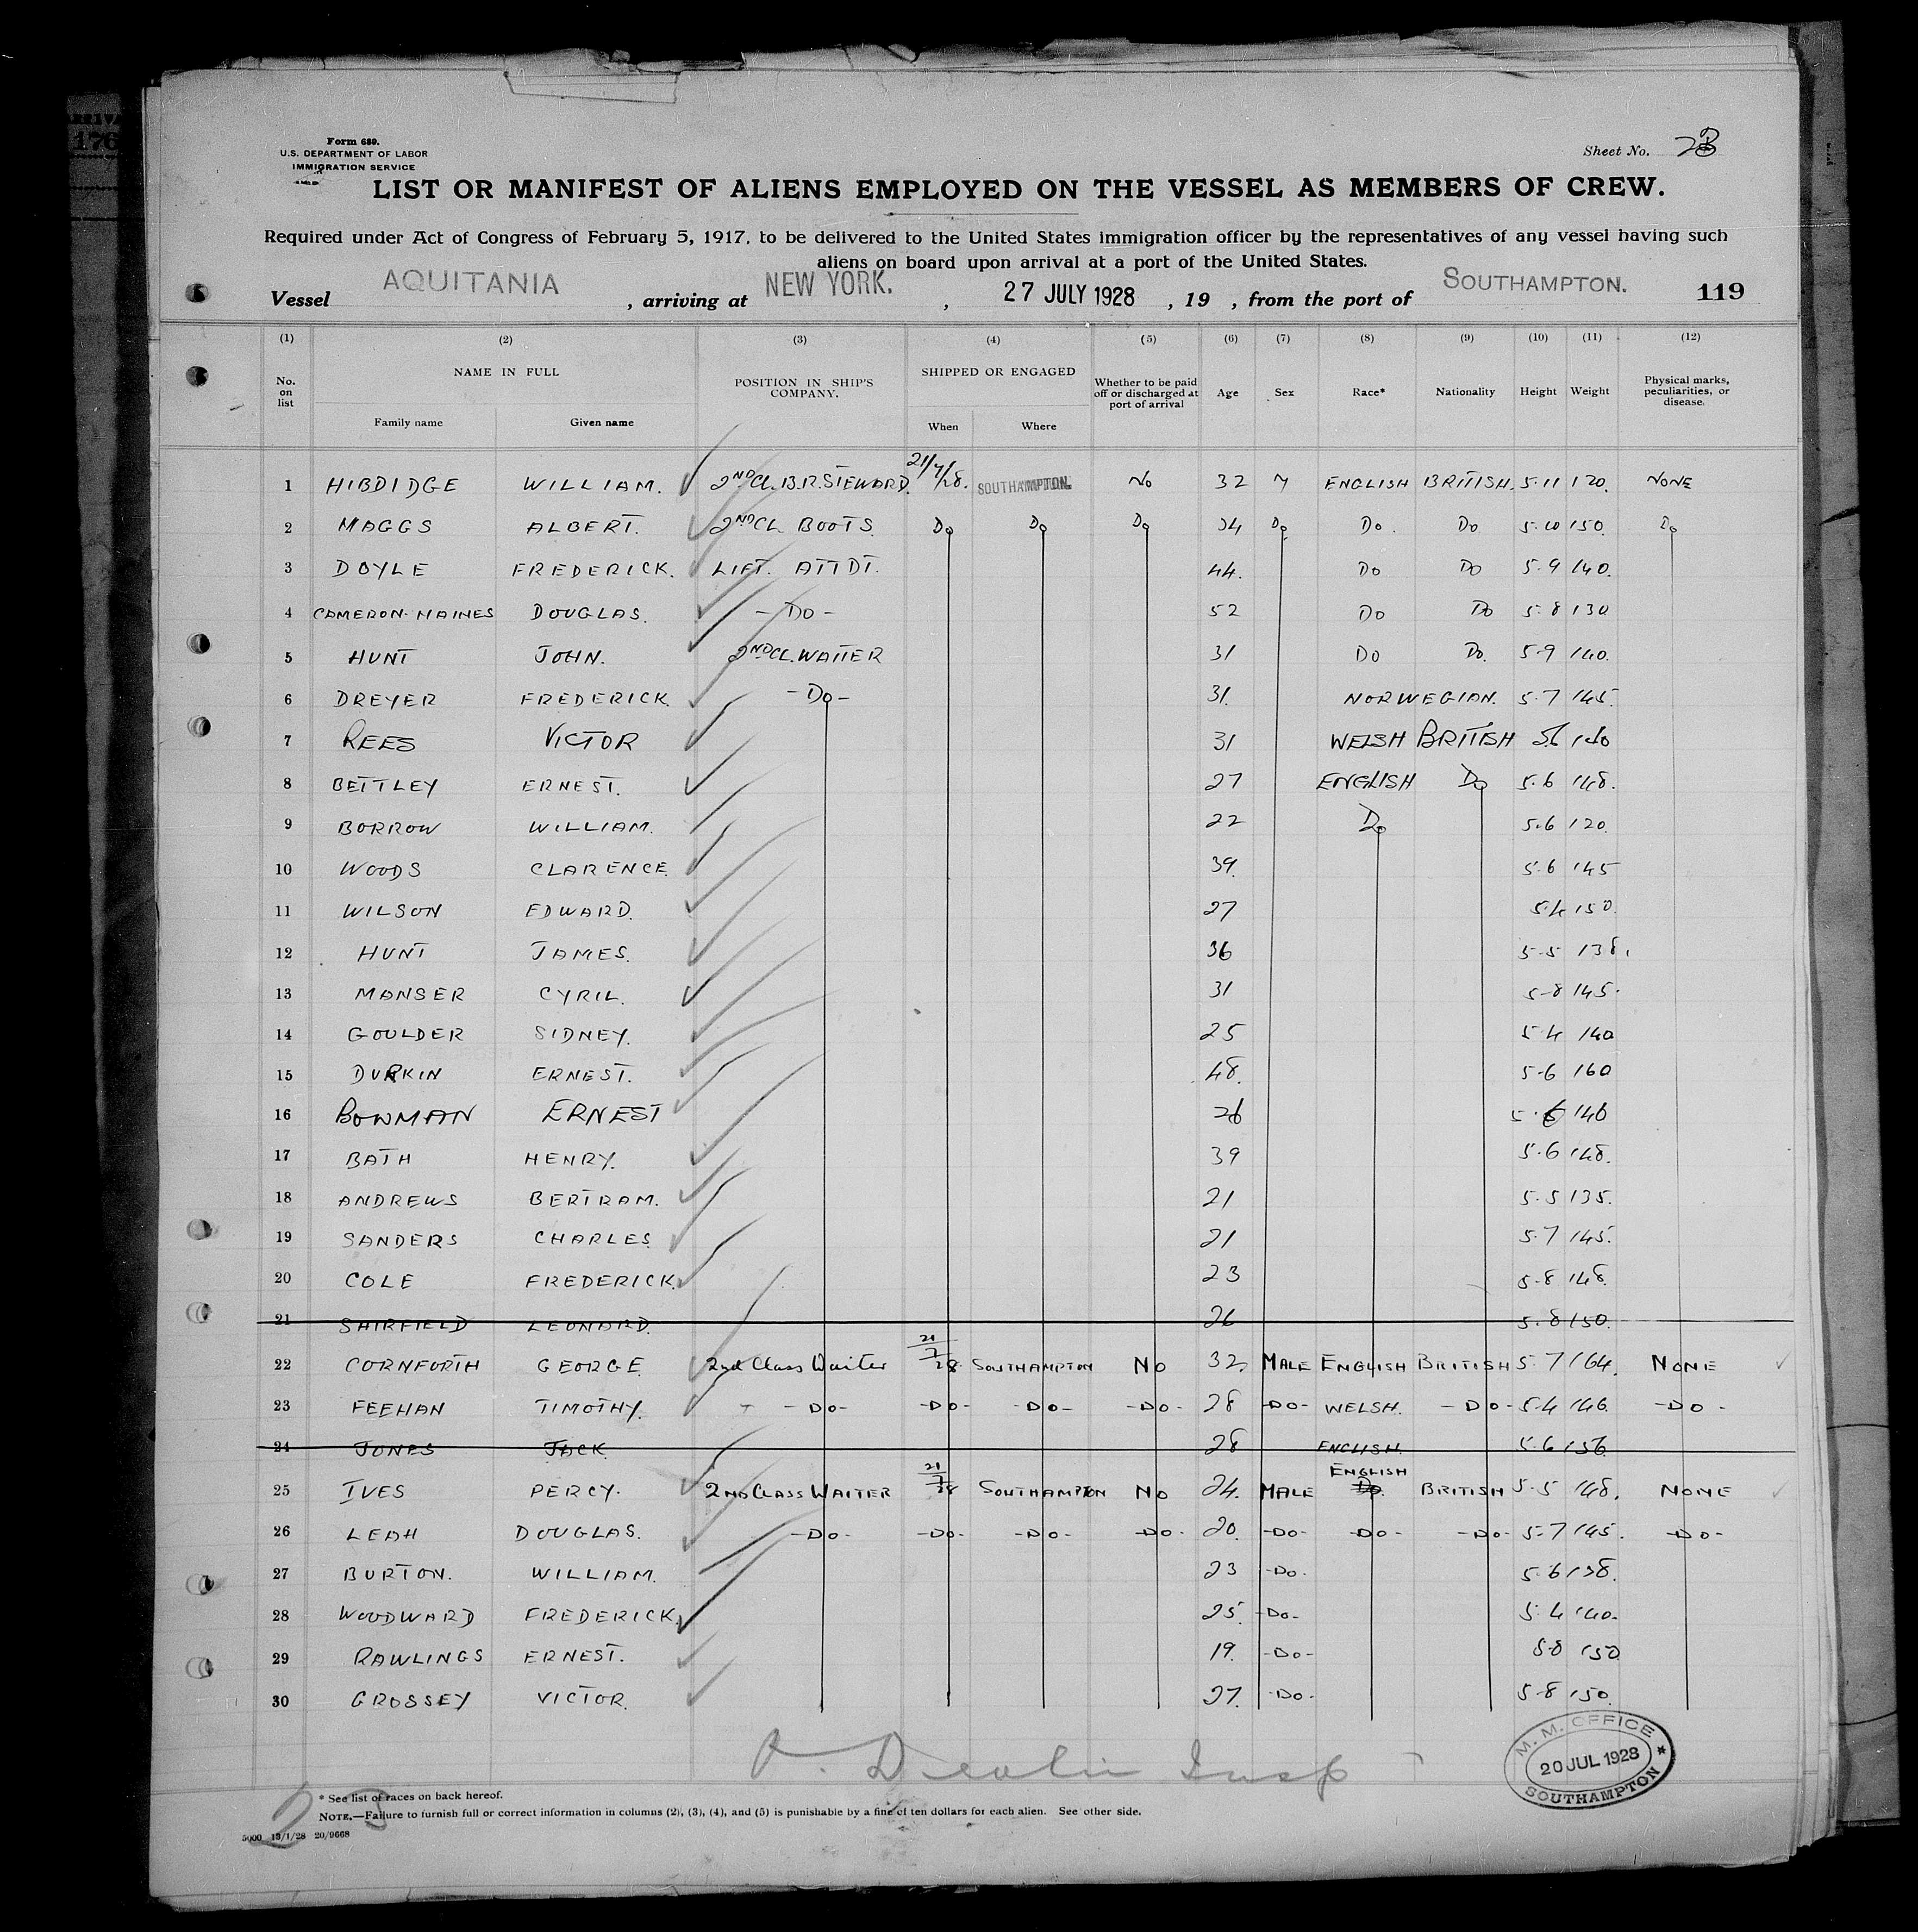 Form 680.
U.S. DEPARTMENT OF LABOR
IMMIGRATION SERVICE
Sheet No.
LIST OR MANIFEST OF ALIENS EMPLOYED ON THE VESSEL AS MEMBERS OF CREW.
Required under Act of Congress of February 5, 1917, to be delivered to the United States immigration officer by the representatives of any vessel having such
aliens on board upon arrival at a port of the United States.
Vessel AQUITANIA, arriving at NEW YORK., 27 JULY 1928, 19 , from the port of SOUTHAMPTON. 119
(1) (2) (3) (4) (5) (6) (7) (8) (9) (10) (11) (12)
No. on list NAME IN FULL Family name Given name POSITION IN SHIP'S COMPANY. SHIPPED OR ENGAGED When Where Whether to be paid off or discharged at port of arrival Age Sex Race* Nationality Height Weight Physical marks, peculiarities, or disease.
1 HIBDIDGE WILLIAM. 2ND CL. B.R. STEWARD. 21/7/28. SOUTHAMPTON. No 32 M ENGLISH BRITISH. 5.11 120. NONE
2 MAGGS ALBERT. 2ND CL BOOTS Do Do Do 34 Do Do. Do 5.10 150. Do
3 DOYLE FREDERICK. LIFT. ATTDT. 44. Do Do 5.9 140.
4 CAMERON-HAINES DOUGLAS. -Do- 52 Do Do 5.8 130
5 HUNT JOHN. 2ND CL. WAITER 31 Do Do. 5.9 140.
6 DREYER FREDERICK. -Do- 31. NORWEGIAN. 5.7 145.
7 REES VICTOR 31 WELSH BRITISH 5.6 140
8 BETTLEY ERNEST. 27 ENGLISH Do 5.6 148.
9 BORROW WILLIAM. 22 Do 5.6 120.
10 WOODS CLARENCE. 39. 5.6 145
11 WILSON EDWARD. 27 5.4 150.
12 HUNT JAMES. 36 5-5 138.
13 MANSER CYRIL. 31 5-8 145.
14 GOULDER SIDNEY. 25 5.4 140
15 DURKIN ERNEST. 48. 5.6 160
16 BOWMAN ERNEST 26 5.6 146
17 BATH HENRY. 39 5.6 148.
18 ANDREWS BERTRAM. 21 5.5 135.
19 SANDERS CHARLES 21 5.7 145.
20 COLE FREDERICK. 23 5.8 148.
21 SHIRFIELD LEONARD. 26 5.8 150.
22 CORNFORTH GEORGE. 2nd Class Waiter 21/7/28. SOUTHAMPTON No 32. MALE ENGLISH BRITISH 5.7 164. NONE
23 FEEHAN TIMOTHY. -Do- -Do- -Do- -Do- 28 -Do- WELSH. -Do- 5.4 146. -Do-
24 JONES JACK 28 ENGLISH. 5.6 156
25 IVES PERCY. 2ND CLASS WAITER 21/7/28 SOUTHAMPTON No 24. MALE ENGLISH Do. BRITISH 5.5 148. NONE
26 LEAH DOUGLAS. -Do- -Do- -Do- -Do- 20. -Do- -Do- -Do- 5.7 145. -Do-
27 BURTON. WILLIAM. 23 -Do. 5.6 138.
28 WOODWARD FREDERICK. 25. -Do- 5.4 140.
29 RAWLINGS ERNEST. 19. -Do- 5.8 150
30 GROSSEY VICTOR. 27. -Do- 5.8 150.
Insp
M. M. OFFICE
20 JUL 1928
SOUTHAMPTON
* See list of races on back hereof.
NOTE.—Failure to furnish full or correct information in columns (2), (3), (4), and (5) is punishable by a fine of ten dollars for each alien. See other side.
5000 13/1/28 20/9668